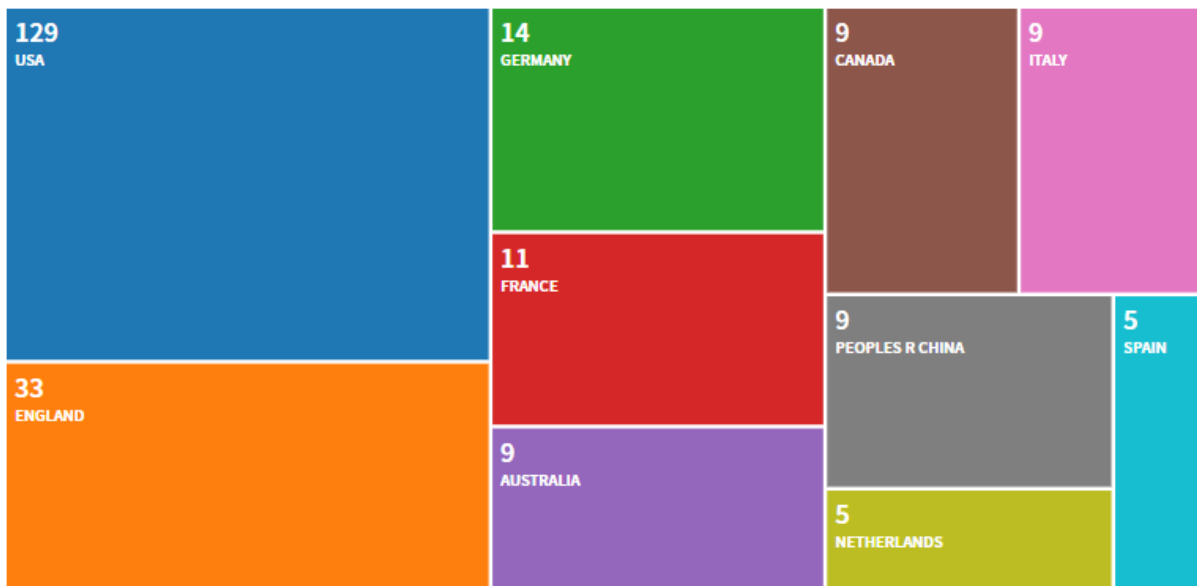 129
USA
33
ENGLAND
14
GERMANY
11
FRANCE
9
AUSTRALIA
9
CANADA
9
ITALY
9
PEOPLES R CHINA
5
NETHERLANDS
5
SPAIN